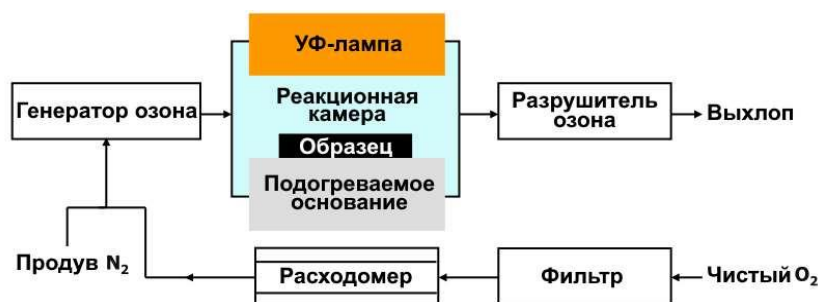 УФ-лампа
Генератор озона
Реакционная
камера
Образец
Подогреваемое
основание
Разрушитель
озона
Выхлоп
Продув N₂
Расходомер
Фильтр
Чистый O₂